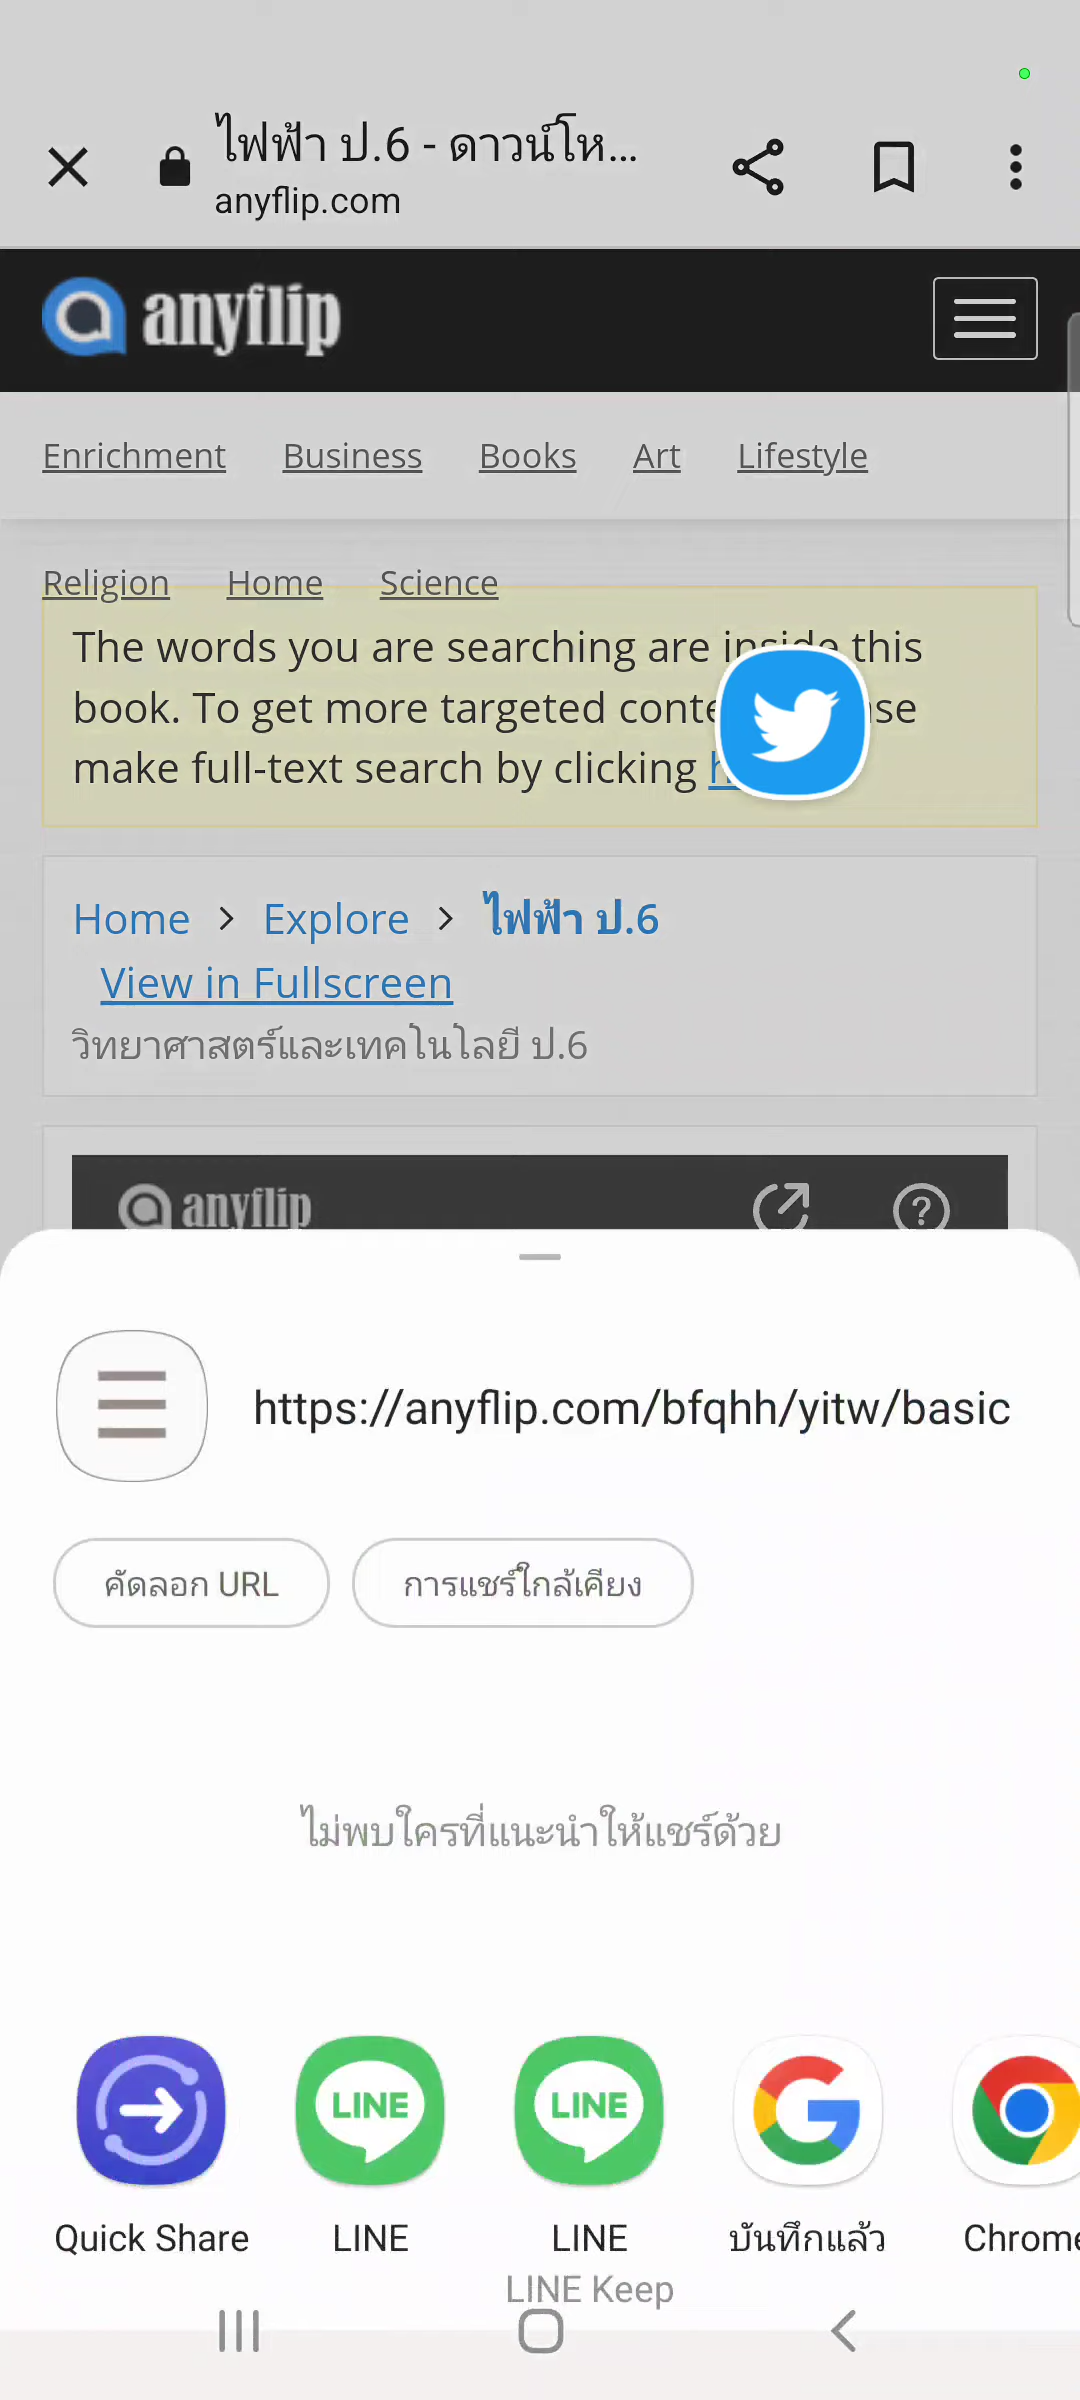 ไฟฟ้า ป.6 - ดาวน์โห...
anyflip.com
anyflip
Enrichment Business Books Art Lifestyle
Religion Home Science
The words you are searching are inside this
book. To get more targeted conte se
make full-text search by clicking
Home > Explore > ไฟฟ้า ป.6
View in Fullscreen
วิทยาศาสตร์และเทคโนโลยี ป.6
anyflip
https://anyflip.com/bfqhh/yitw/basic
คัดลอก URL การแชร์ใกล้เคียง
ไม่พบใครที่แนะนำให้แชร์ด้วย
LINE LINE
Quick Share LINE LINE บันทึกแล้ว Chrome
LINE Keep